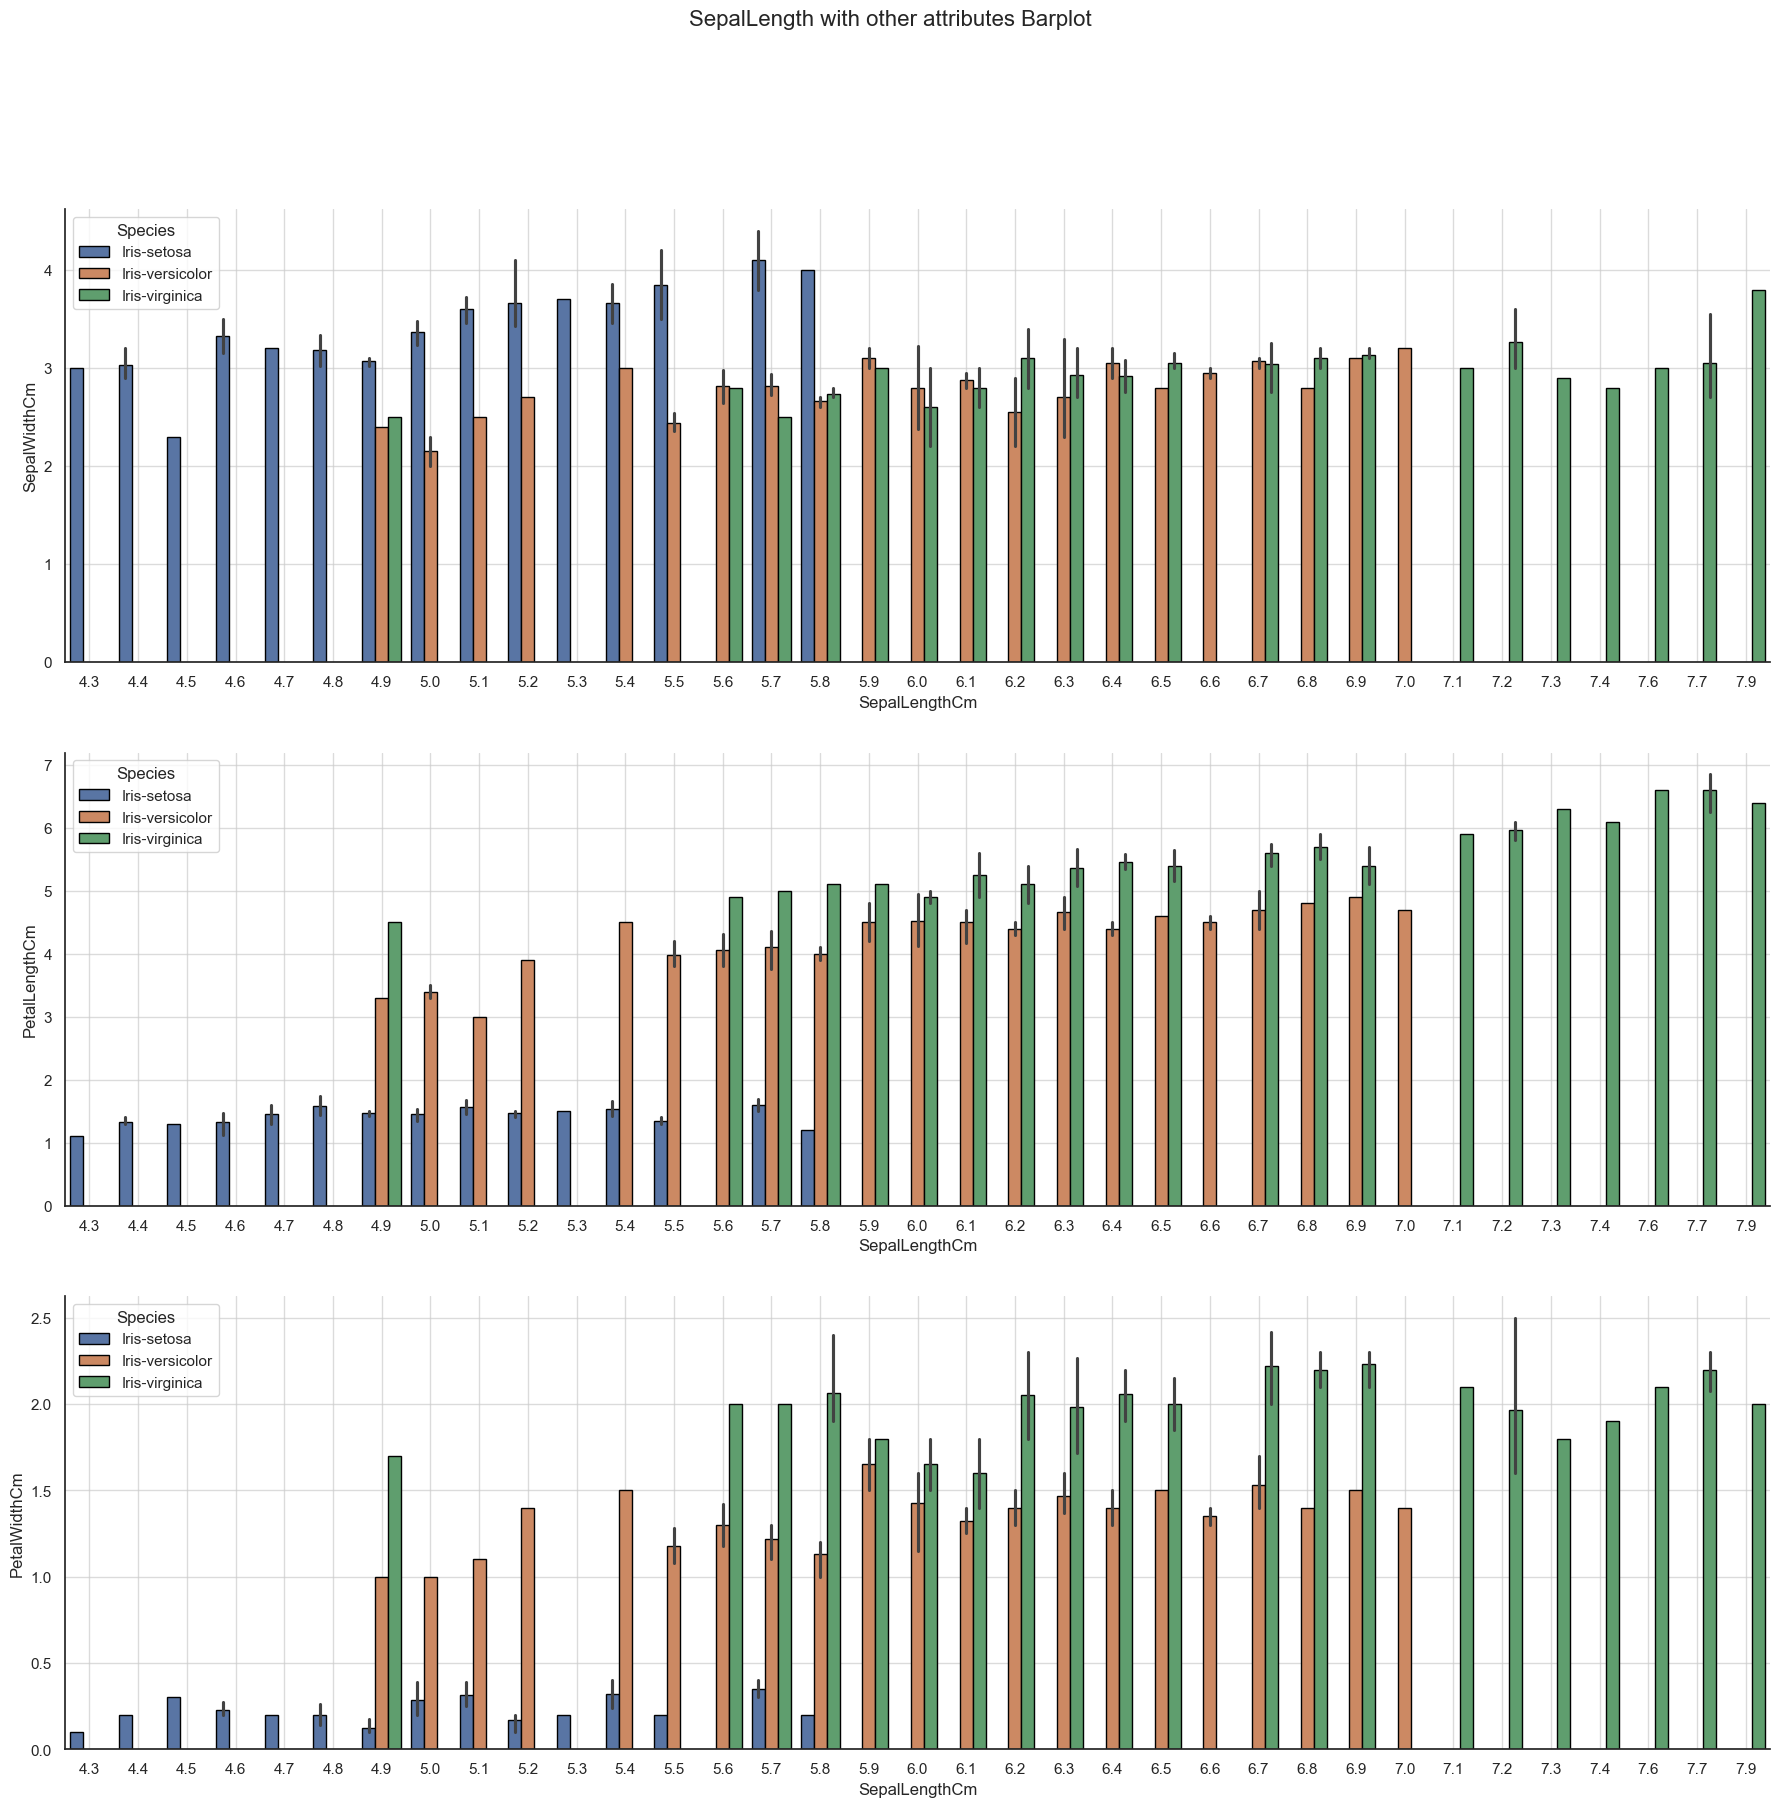 SepalLength with other attributes Barplot
Species
Iris-setosa
Iris-versicolor
Iris-virginica
SepalWidthCm
4
3
2
1
0
4.3 4.4 4.5 4.6 4.7 4.8 4.9 5.0 5.1 5.2 5.3 5.4 5.5 5.6 5.7 5.8 5.9 6.0 6.1 6.2 6.3 6.4 6.5 6.6 6.7 6.8 6.9 7.0 7.1 7.2 7.3 7.4 7.6 7.7 7.9
SepalLengthCm
Species
Iris-setosa
Iris-versicolor
Iris-virginica
PetalLengthCm
7
6
5
4
3
2
1
0
4.3 4.4 4.5 4.6 4.7 4.8 4.9 5.0 5.1 5.2 5.3 5.4 5.5 5.6 5.7 5.8 5.9 6.0 6.1 6.2 6.3 6.4 6.5 6.6 6.7 6.8 6.9 7.0 7.1 7.2 7.3 7.4 7.6 7.7 7.9
SepalLengthCm
Species
Iris-setosa
Iris-versicolor
Iris-virginica
PetalWidthCm
2.5
2.0
1.5
1.0
0.5
0.0
4.3 4.4 4.5 4.6 4.7 4.8 4.9 5.0 5.1 5.2 5.3 5.4 5.5 5.6 5.7 5.8 5.9 6.0 6.1 6.2 6.3 6.4 6.5 6.6 6.7 6.8 6.9 7.0 7.1 7.2 7.3 7.4 7.6 7.7 7.9
SepalLengthCm